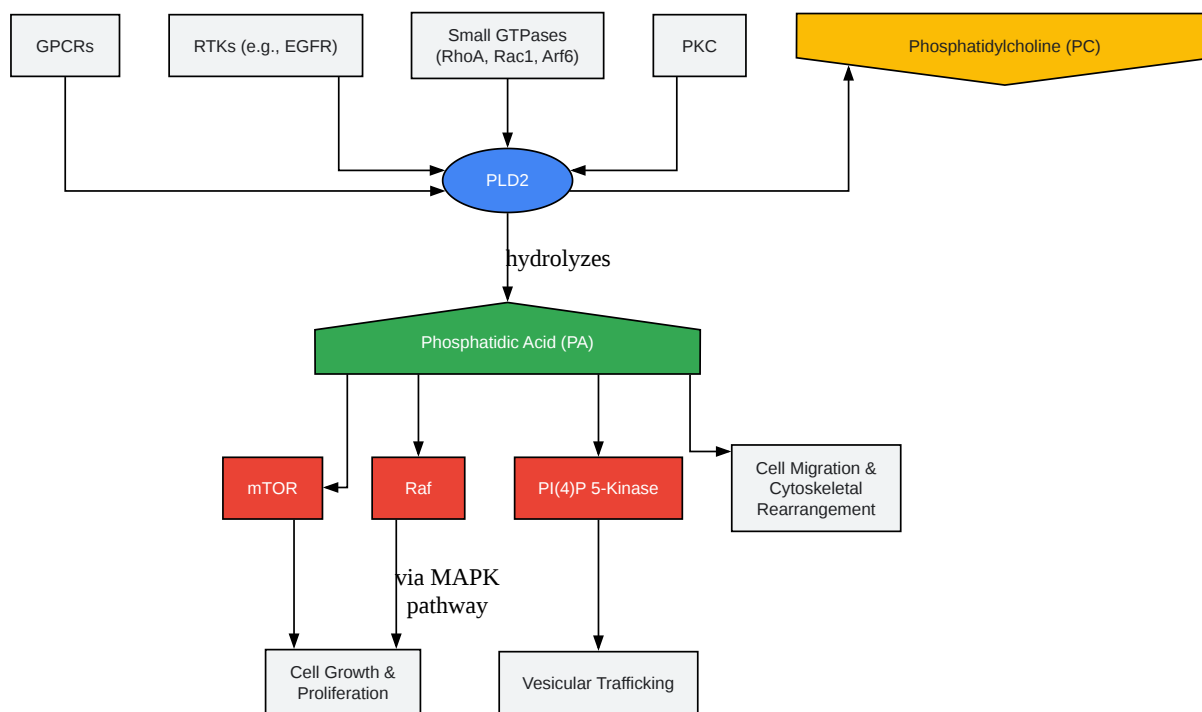 GPCRs
RTKs (e.g., EGFR)
Small GTPases
(RhoA, Rac1, Arf6)
PKC
Phosphatidylcholine (PC)
PLD2
hydrolyzes
Phosphatidic Acid (PA)
mTOR
Raf
PI(4)P 5-Kinase
Cell Migration &
Cytoskeletal
Rearrangement
via MAPK
pathway
Cell Growth &
Proliferation
Vesicular Trafficking